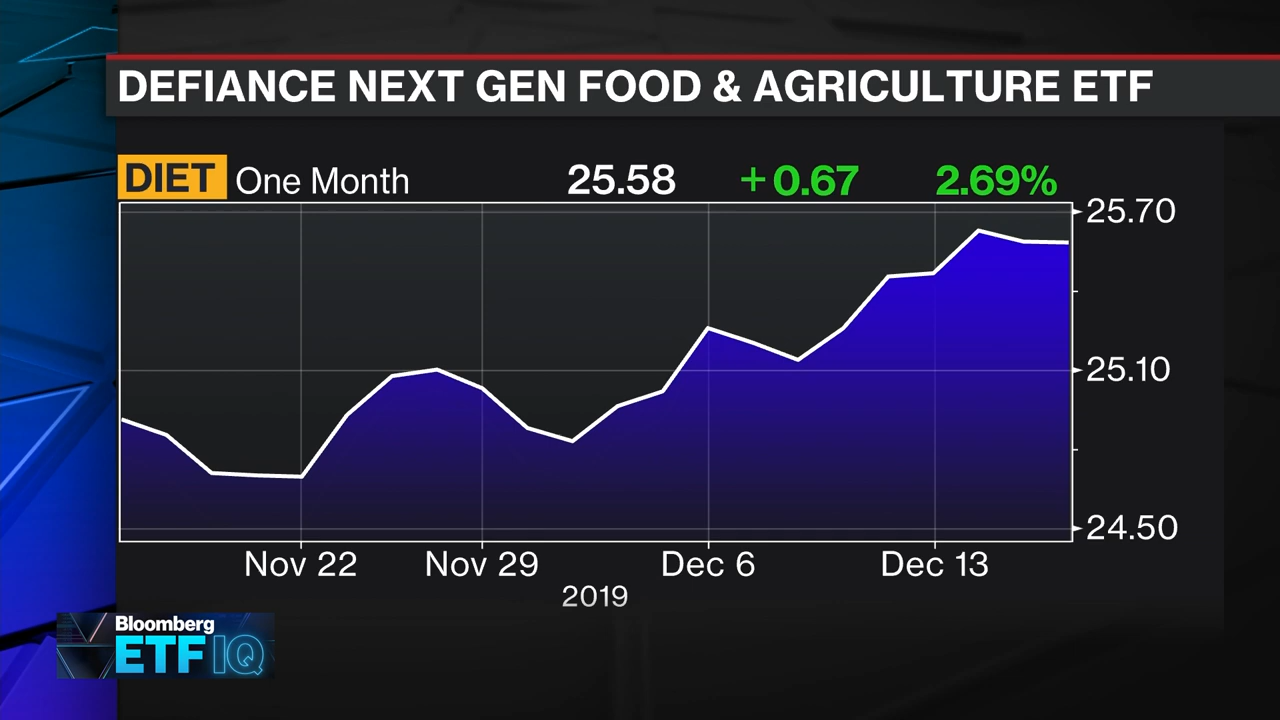 DEFIANCE NEXT GEN FOOD & AGRICULTURE ETF
DIET One Month 25.58 +0.67 2.69%
25.70
25.10
24.50
Nov 22 Nov 29 Dec 6 Dec 13
2019
Bloomberg
ETF IQ